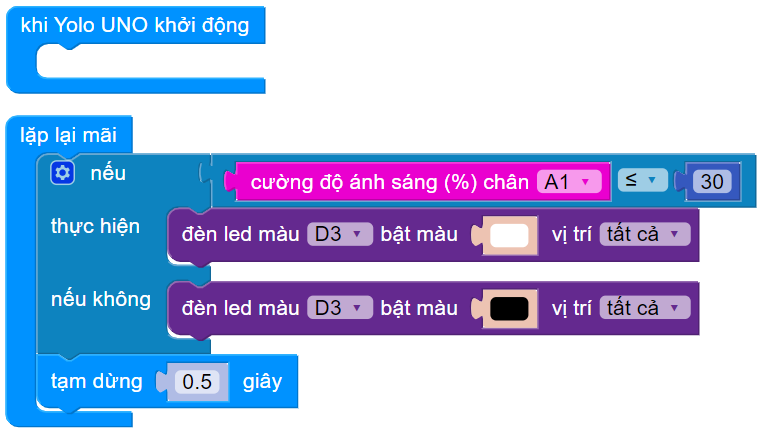 khi Yolo UNO khởi động
lặp lại mãi
nếu cường độ ánh sáng (%) chân A1 ≤ 30
thực hiện đèn led màu D3 bật màu vị trí tất cả
nếu không đèn led màu D3 bật màu vị trí tất cả
tạm dừng 0.5 giây